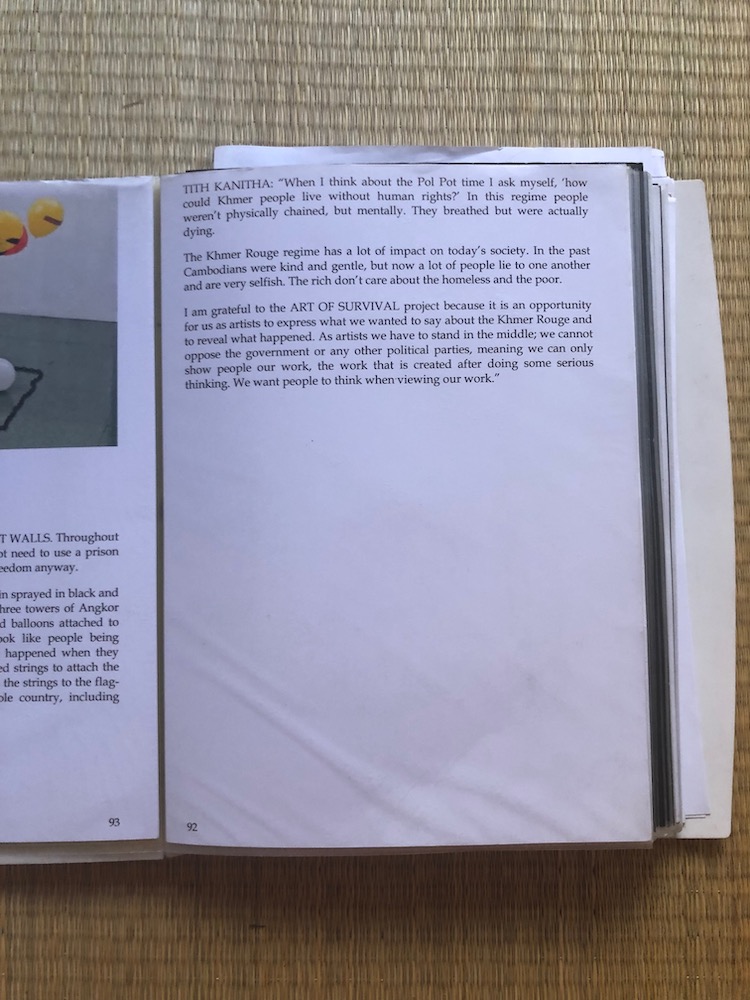 T WALLS. Throughout
ot need to use a prison
eedom anyway.
in sprayed in black and
hree towers of Angkor
d balloons attached to
ook like people being
happened when they
ed strings to attach the
the strings to the flag-
ole country, including
93
TITH KANITHA: “When I think about the Pol Pot time I ask myself, ‘how
could Khmer people live without human rights?’ In this regime people
weren’t physically chained, but mentally. They breathed but were actually
dying.
The Khmer Rouge regime has a lot of impact on today’s society. In the past
Cambodians were kind and gentle, but now a lot of people lie to one another
and are very selfish. The rich don’t care about the homeless and the poor.
I am grateful to the ART OF SURVIVAL project because it is an opportunity
for us as artists to express what we wanted to say about the Khmer Rouge and
to reveal what happened. As artists we have to stand in the middle; we cannot
oppose the government or any other political parties, meaning we can only
show people our work, the work that is created after doing some serious
thinking. We want people to think when viewing our work.”
92